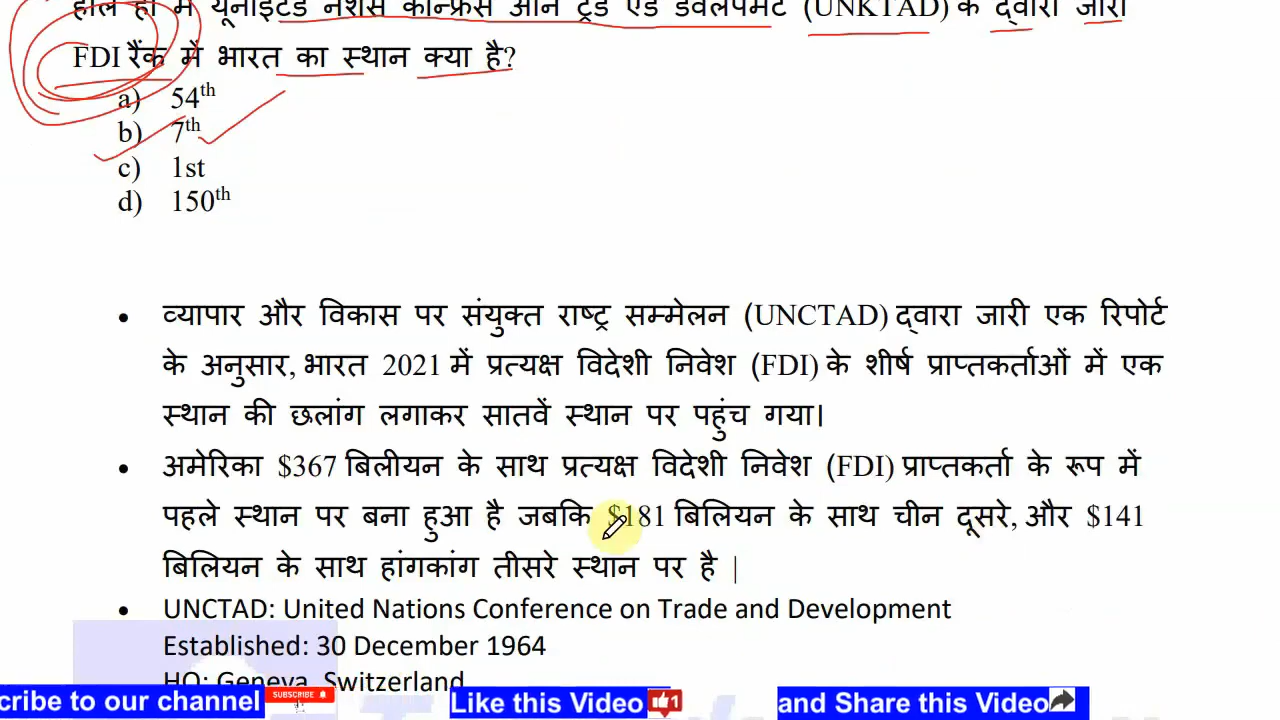 हाल ही में यूनाइटेड नेशंस कॉन्फ्रेंस ऑन ट्रेड एंड डेवलपमेंट (UNKTAD) के द्वारा जारी
FDI रैंक में भारत का स्थान क्या है?
a) 54th
b) 7th
c) 1st
d) 150th
• व्यापार और विकास पर संयुक्त राष्ट्र सम्मेलन (UNCTAD) द्वारा जारी एक रिपोर्ट
के अनुसार, भारत 2021 में प्रत्यक्ष विदेशी निवेश (FDI) के शीर्ष प्राप्तकर्ताओं में एक
स्थान की छलांग लगाकर सातवें स्थान पर पहुंच गया।
• अमेरिका $367 बिलीयन के साथ प्रत्यक्ष विदेशी निवेश (FDI) प्राप्तकर्ता के रूप में
पहले स्थान पर बना हुआ है जबकि $181 बिलियन के साथ चीन दूसरे, और $141
बिलियन के साथ हांगकांग तीसरे स्थान पर है |
• UNCTAD: United Nations Conference on Trade and Development
Established: 30 December 1964
HQ: Geneva, Switzerland
cribe to our channel SUBSCRIBE Like this Video 1 and Share this Video